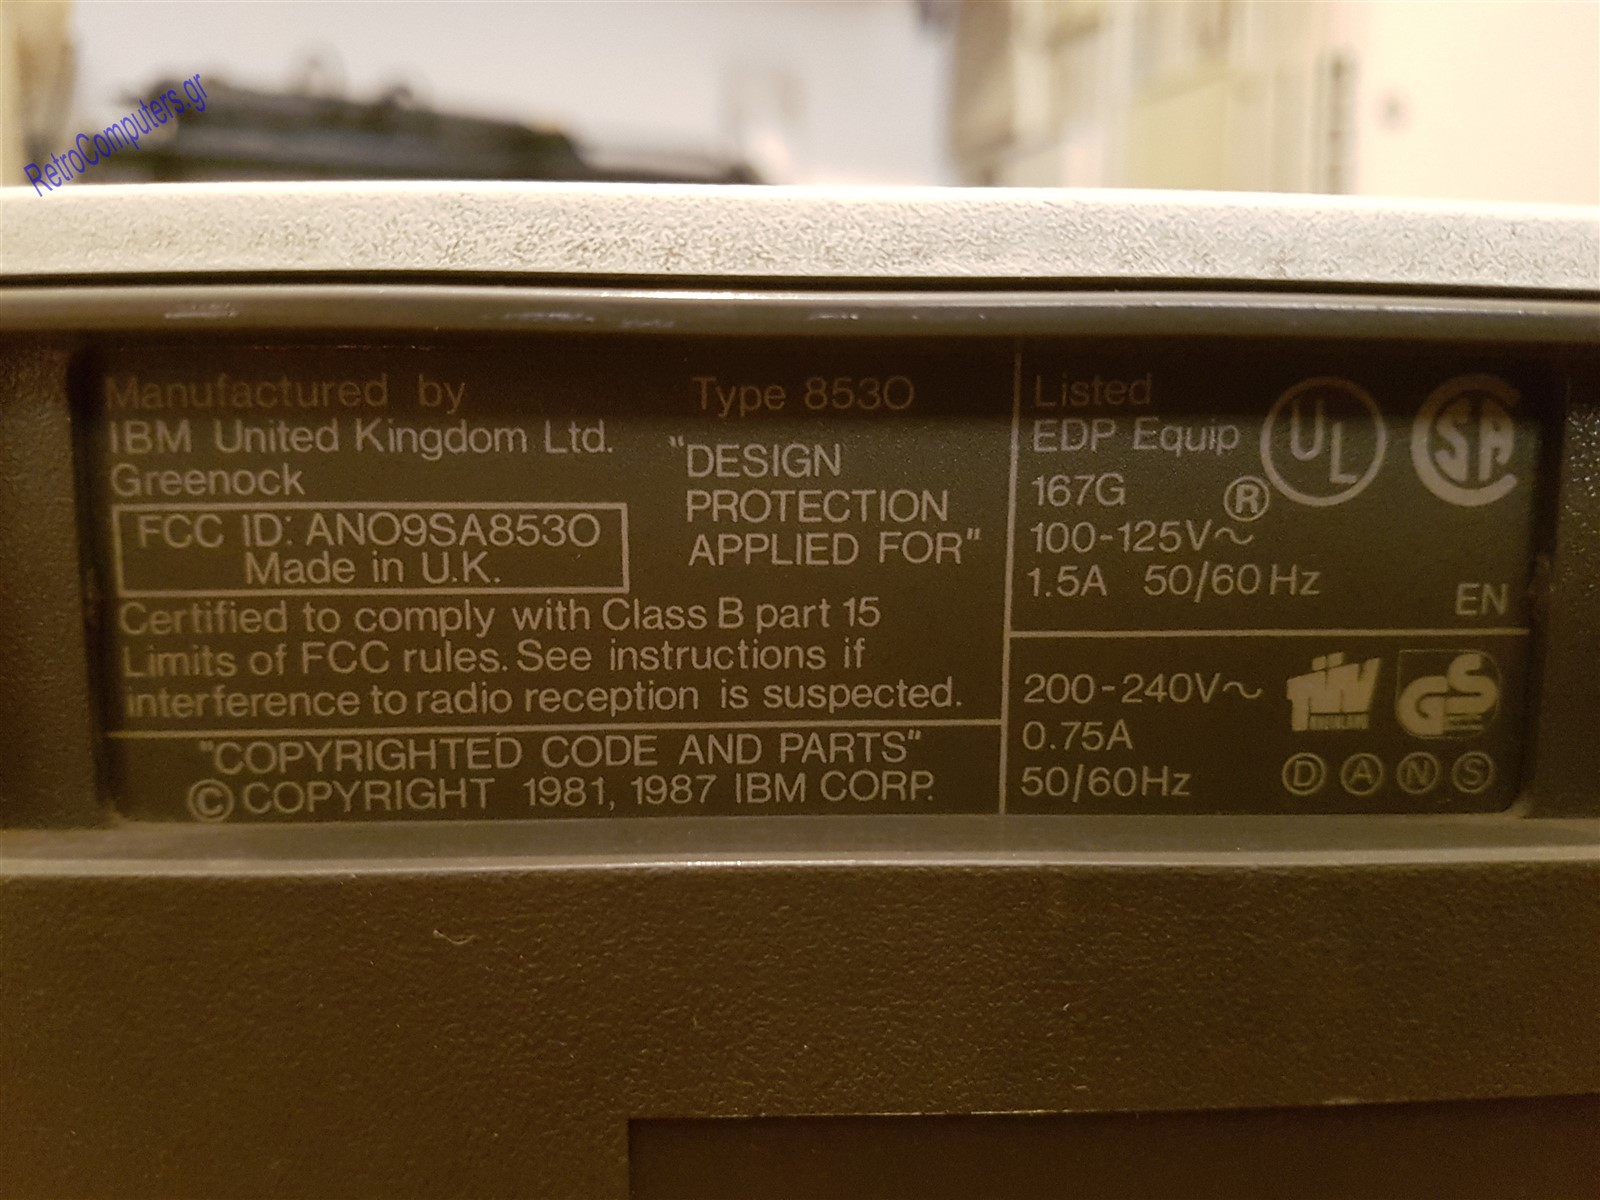 RetroComputers.gr
Manufactured by
IBM United Kingdom Ltd.
Greenock
FCC ID: ANO9SA8530
Made in U.K.
Type 8530
"DESIGN
PROTECTION
APPLIED FOR"
Certified to comply with Class B part 15
Limits of FCC rules. See instructions if
interference to radio reception is suspected.
"COPYRIGHTED CODE AND PARTS"
© COPYRIGHT 1981, 1987 IBM CORP.
Listed
EDP Equip
167G
UL
®
SA
100-125V~
1.5A 50/60Hz
EN
200-240V~
0.75A
50/60Hz
TÜV
RHEINLAND
GS
D A N S